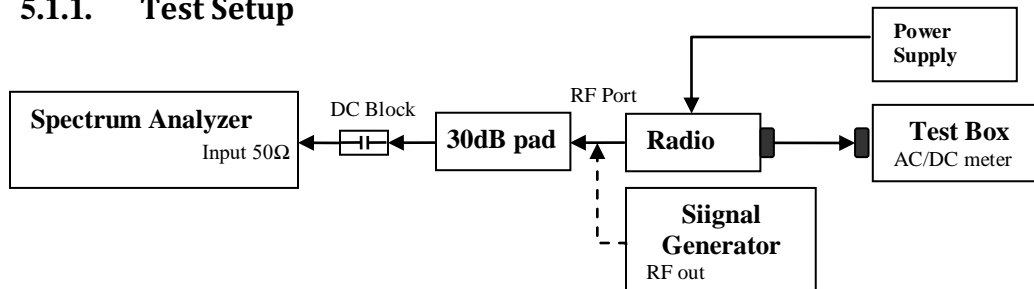 5.1.1. Test Setup
Power
Supply
Spectrum Analyzer
Input 50Ω
DC Block
30dB pad
RF Port
Radio
Test Box
AC/DC meter
Siignal
Generator
RF out